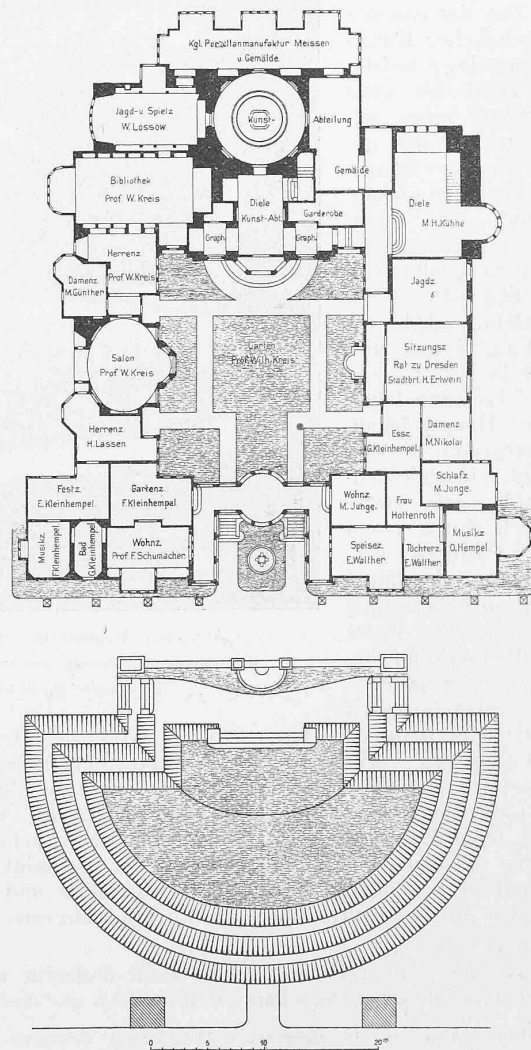 Kgl. Porzellanmanufaktur Meissen
u. Gemälde.
Jagd-u Spielz.
W. Lossow
Kunst-
Abteilung
Gemälde
Bibliothek
Prof. W. Kreis
Diele
Kunst-Abt.
Garderobe
Graph.
Graph.
Diele
M.H. Kühne
Herrenz
Prof. W. Kreis
Damenz.
M. Günther
Jagdz.
Garten
Prof. Wilh. Kreis
Salon
Prof W. Kreis
Sitzungsz.
Rat zu Dresden
Stadtbrt. H. Erlwein
Herrenz
H. Lassen.
Essz.
G. Kleinhempel.
Damenz.
M. Nikolai
Festz.
E. Kleinhempel.
Gartenz.
F. Kleinhempel.
Wohnz.
M. Junge.
Frau
Hottenroth
Schlafz
M. Junge.
Musikz.
F. Kleinhempel
Bad
G. Kleinhempel
Wohnz.
Prof F. Schumacher.
Speisez.
E. Walther
Töchterz.
E. Walther
Musikz
O. Hempel.
0 5 10 20m